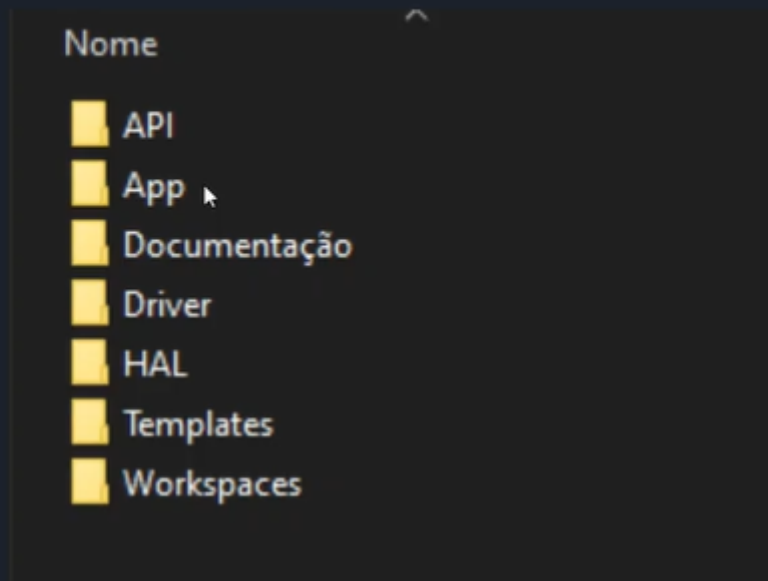 Nome
API
App
Documentação
Driver
HAL
Templates
Workspaces